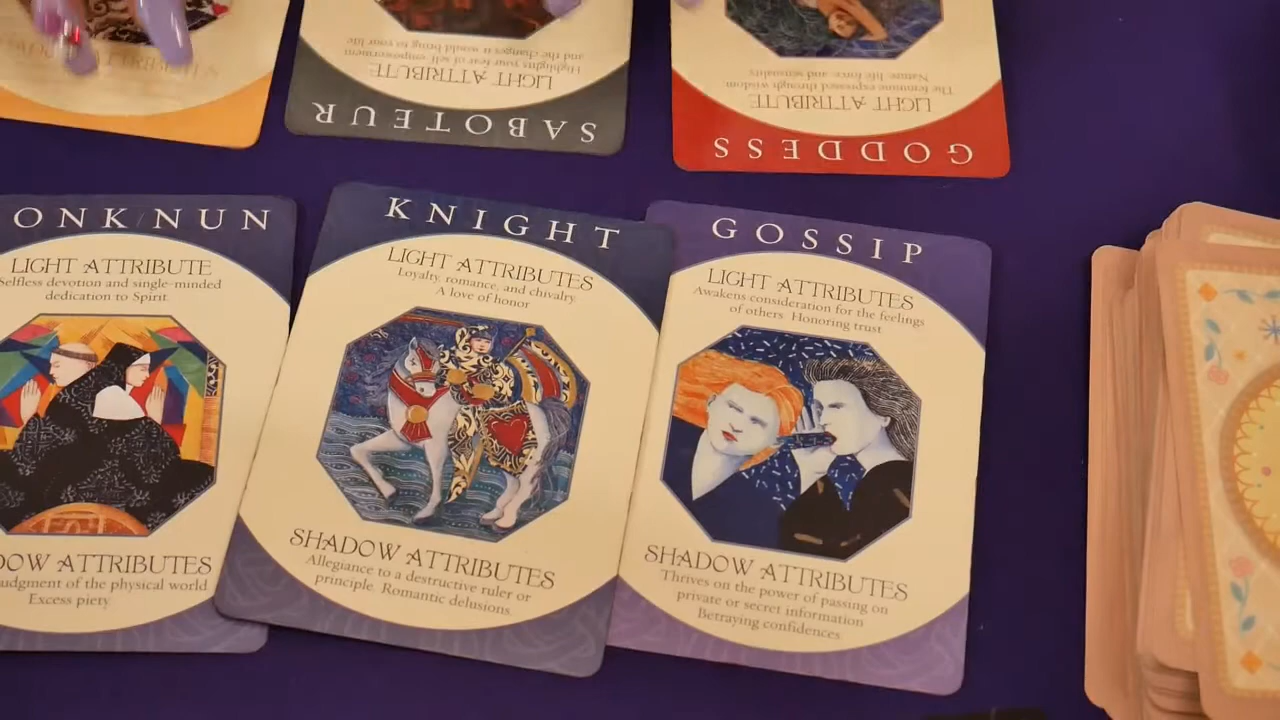 LIGHT ATTRIBUTE
Highlights your fear of self-empowerment
and the changes it would bring to your life
SABOTEUR
LIGHT ATTRIBUTE
The feminine expressed through wisdom
Nature, life force, and sensuality
GODDESS
ONK/NUN
LIGHT ATTRIBUTE
Selfless devotion and single-minded
dedication to Spirit
DOW ATTRIBUTES
udgment of the physical world
Excess piety
KNIGHT
LIGHT ATTRIBUTES
Loyalty, romance, and chivalry
A love of honor
SHADOW ATTRIBUTES
Allegiance to a destructive ruler or
principle Romantic delusions
GOSSIP
LIGHT ATTRIBUTES
Awakens consideration for the feelings
of others Honoring trust
SHADOW ATTRIBUTES
Thrives on the power of passing on
private or secret information
Betraying confidences